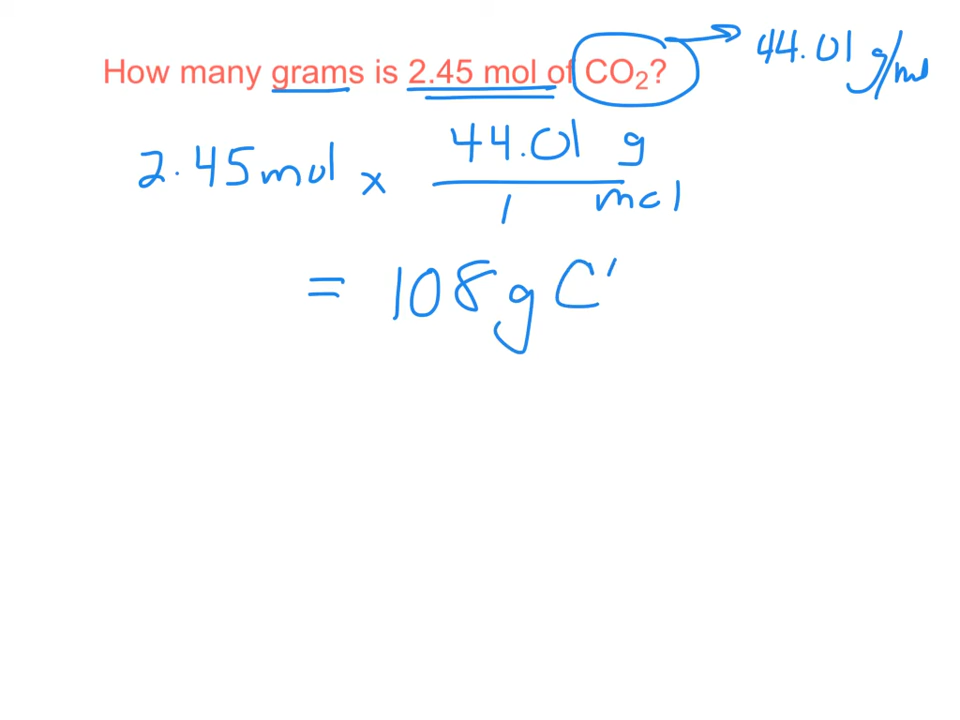 How many grams is 2.45 mol of CO₂?
44.01 g/mol
2.45 mol x 44.01 g
1 mol
= 108 g C